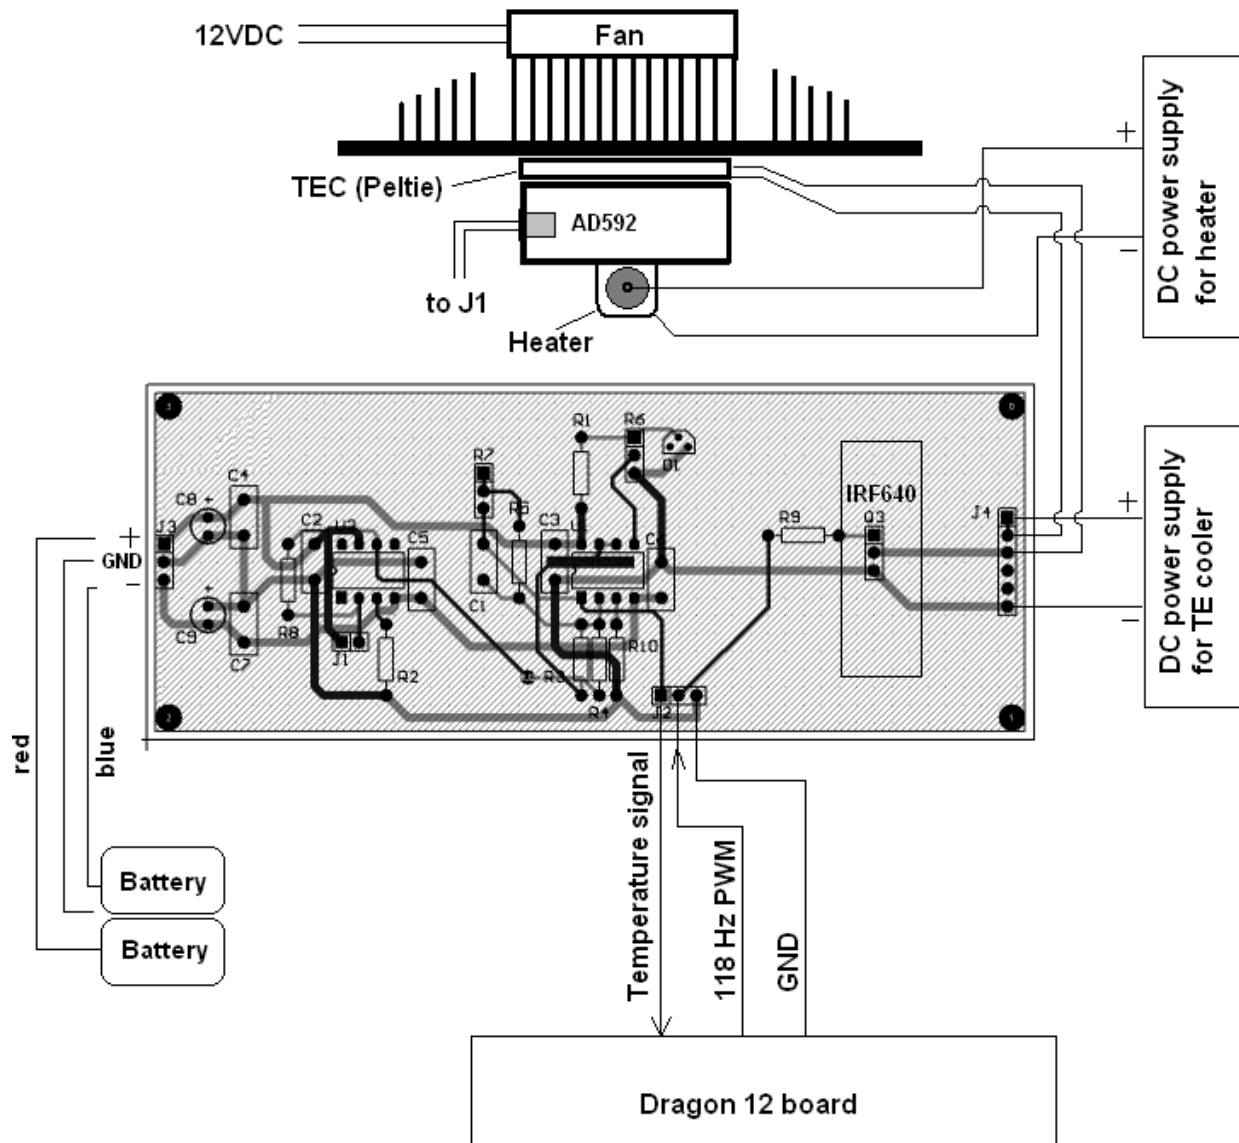 12VDC
Fan
TEC (Peltie)
AD592
to J1
Heater
+
−
DC power supply
for heater
R1
R6
Q1
R7
IRF640
C4
C8
+
J3
+
GND
−
C2
C5
R5
C3
R9
Q3
J4
+
−
DC power supply
for TE cooler
C1
C9
C7
R8
J1
R2
R3
R10
R4
J2
red
blue
Battery
Battery
Temperature signal
118 Hz PWM
GND
Dragon 12 board